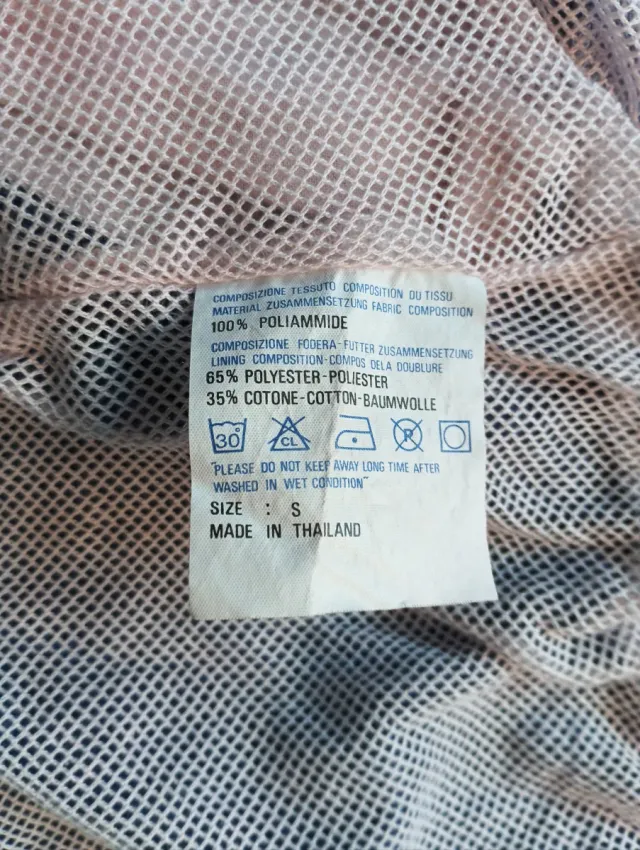 COMPOSIZIONE TESSUTO COMPOSITION DU TISSU
MATERIAL ZUSAMMENSETZUNG FABRIC COMPOSITION
100% POLIAMMIDE
COMPOSIZIONE FODERA-FUTTER ZUSAMMENSETZUNG
LINING COMPOSITION-COMPOS DELA DOUBLURE
65% POLYESTER-POLIESTER
35% COTONE-COTTON-BAUMWOLLE
30 CL R
"PLEASE DO NOT KEEP AWAY LONG TIME AFTER
WASHED IN WET CONDITION"
SIZE : S
MADE IN THAILAND